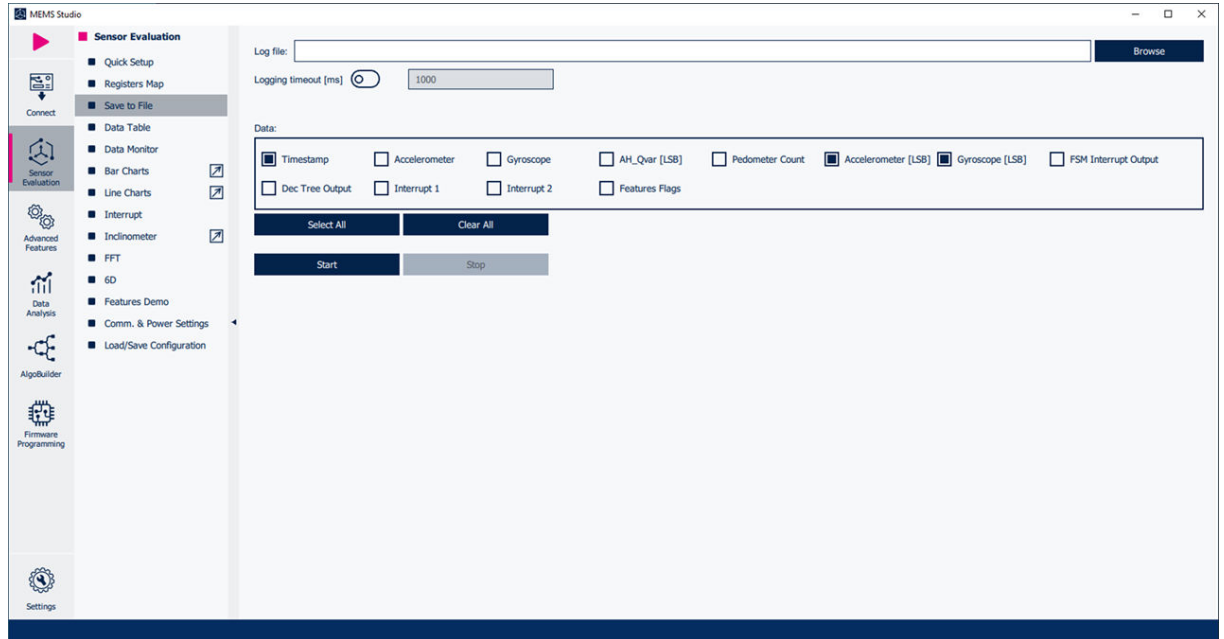 MEMS Studio
Connect
Sensor
Evaluation
Advanced
Features
Data
Analysis
AlgoBuilder
Firmware
Programming
Settings
Sensor Evaluation
Quick Setup
Registers Map
Save to File
Data Table
Data Monitor
Bar Charts
Line Charts
Interrupt
Inclinometer
FFT
6D
Features Demo
Comm. & Power Settings
Load/Save Configuration
Log file: Browse
Logging timeout [ms] 1000
Data:
Timestamp Accelerometer Gyroscope AH_Qvar [LSB] Pedometer Count Accelerometer [LSB] Gyroscope [LSB] FSM Interrupt Output
Dec Tree Output Interrupt 1 Interrupt 2 Features Flags
Select All Clear All
Start Stop